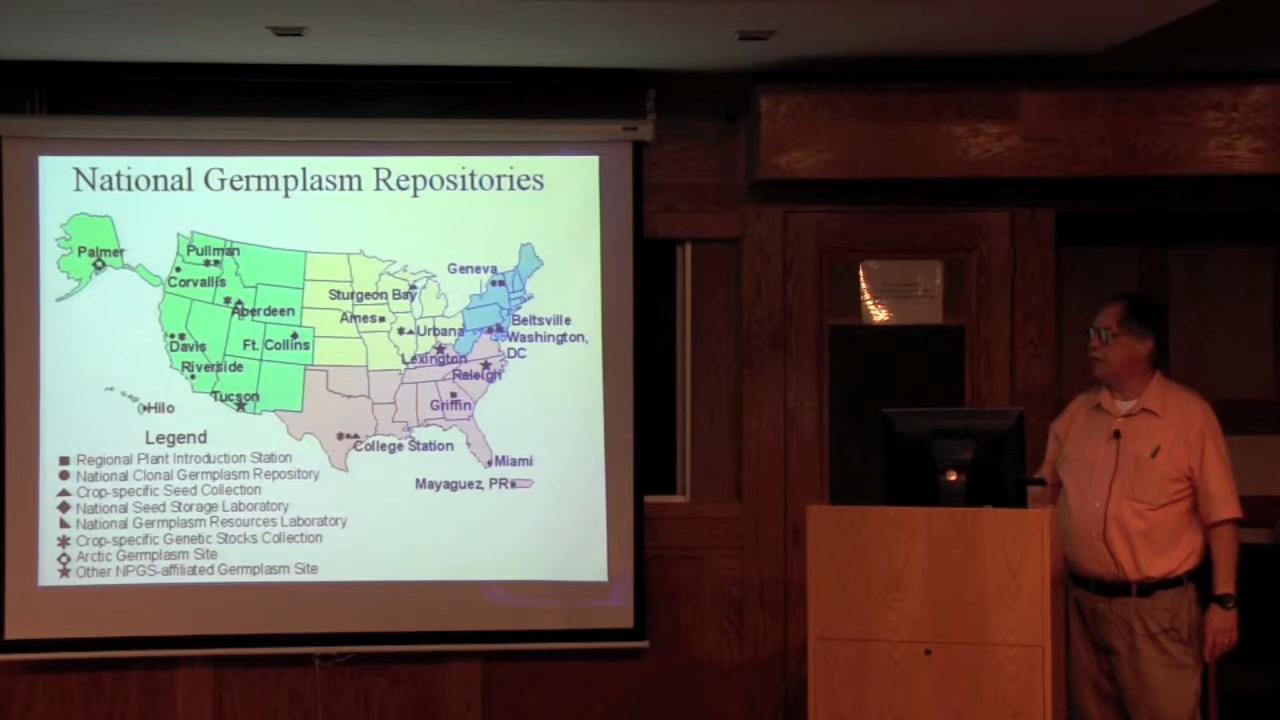 National Germplasm Repositories
Palmer
Pullman
Corvallis
Aberdeen
Davis
Ft. Collins
Riverside
Tucson
Hilo
Sturgeon Bay
Ames
Urbana
Lexington
Geneva
Beltsville
Washington,
DC
Raleigh
Griffin
College Station
Miami
Mayaguez, PR
Legend
Regional Plant Introduction Station
National Clonal Germplasm Repository
Crop-specific Seed Collection
National Seed Storage Laboratory
National Germplasm Resources Laboratory
Crop-specific Genetic Stocks Collection
Arctic Germplasm Site
Other NPGS-affiliated Germplasm Site